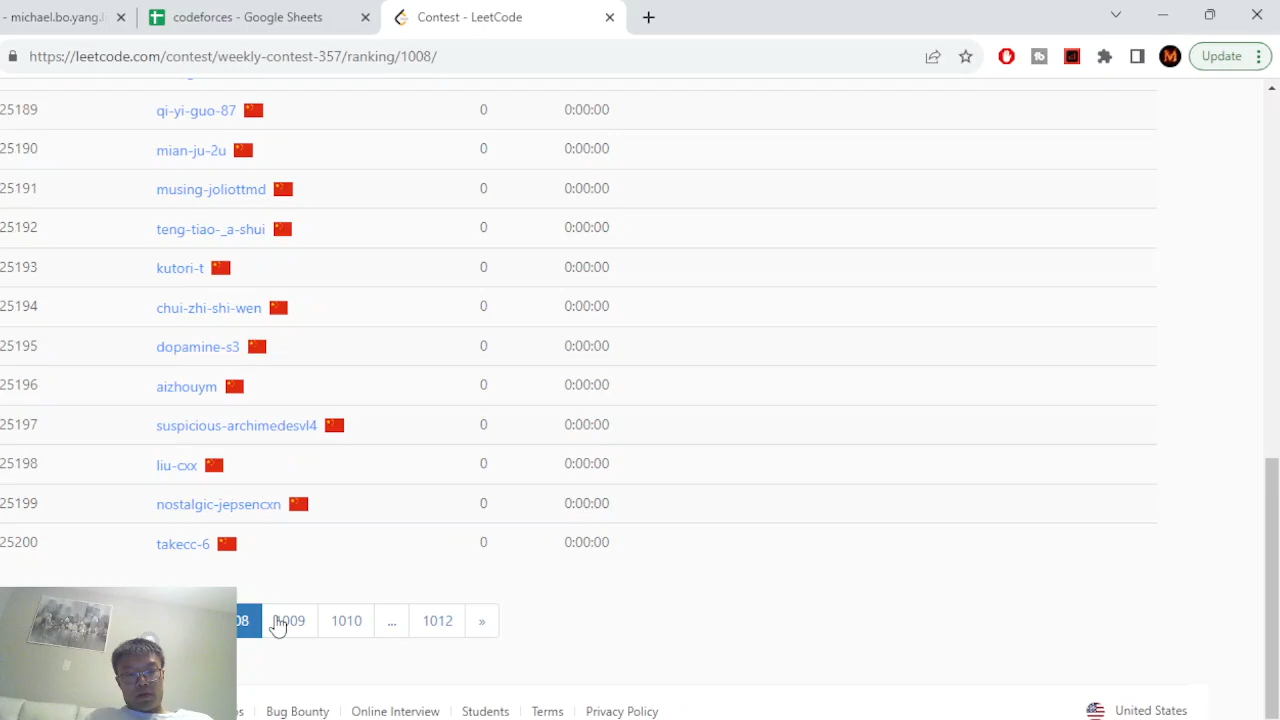 - michael.bo.yang
codeforces - Google Sheets
Contest - LeetCode
https://leetcode.com/contest/weekly-contest-357/ranking/1008/
M
Update
25189 qi-yi-guo-87 0 0:00:00
25190 mian-ju-2u 0 0:00:00
25191 musing-joliottmd 0 0:00:00
25192 teng-tiao-_a-shui 0 0:00:00
25193 kutori-t 0 0:00:00
25194 chui-zhi-shi-wen 0 0:00:00
25195 dopamine-s3 0 0:00:00
25196 aizhouym 0 0:00:00
25197 suspicious-archimedesvl4 0 0:00:00
25198 liu-cxx 0 0:00:00
25199 nostalgic-jepsencxn 0 0:00:00
25200 takecc-6 0 0:00:00
08 1009 1010 ... 1012 »
Bug Bounty Online Interview Students Terms Privacy Policy United States